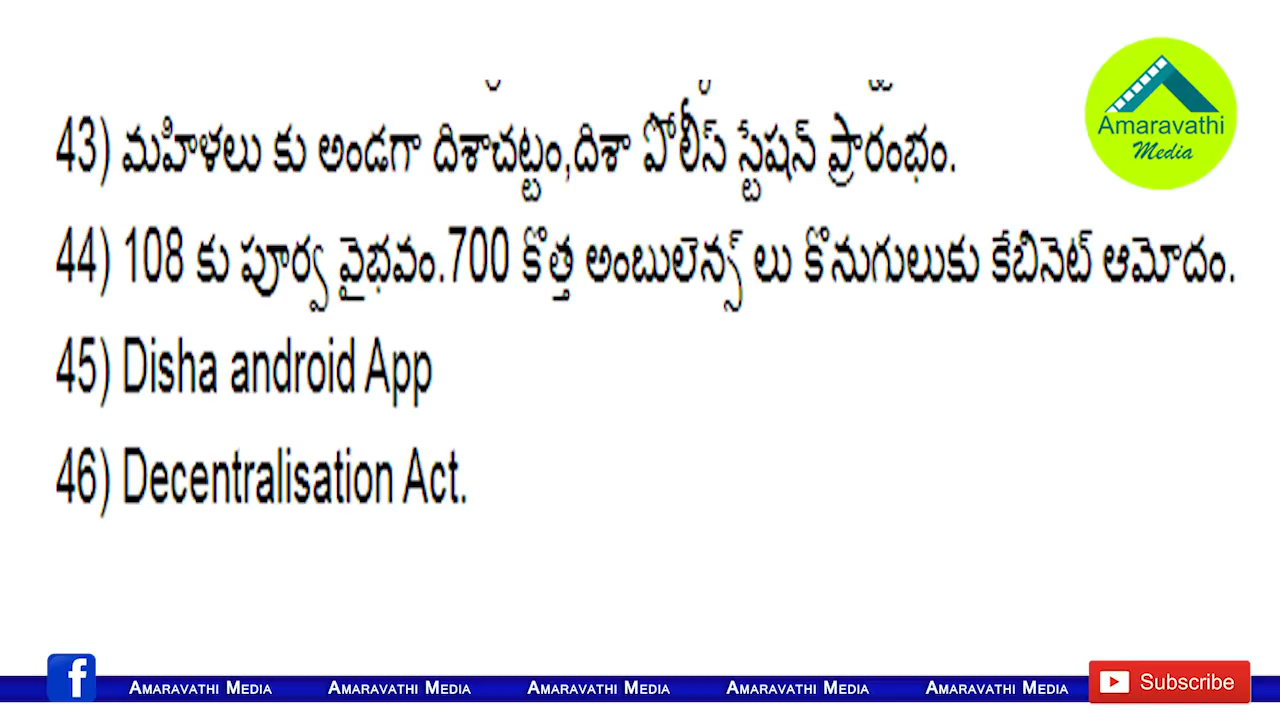 Amaravathi
Media
43) మహిళలు కు అండగా దిశాచట్టం,దిశా పోలీస్ స్టేషన్ ప్రారంభం.
44) 108 కు పూర్వ వైభవం.700 కొత్త అంబులెన్స్ లు కొనుగులుకు కేబినెట్ ఆమోదం.
45) Disha android App
46) Decentralisation Act.
f Amaravathi Media Amaravathi Media Amaravathi Media Amaravathi Media Amaravathi Media Subscribe